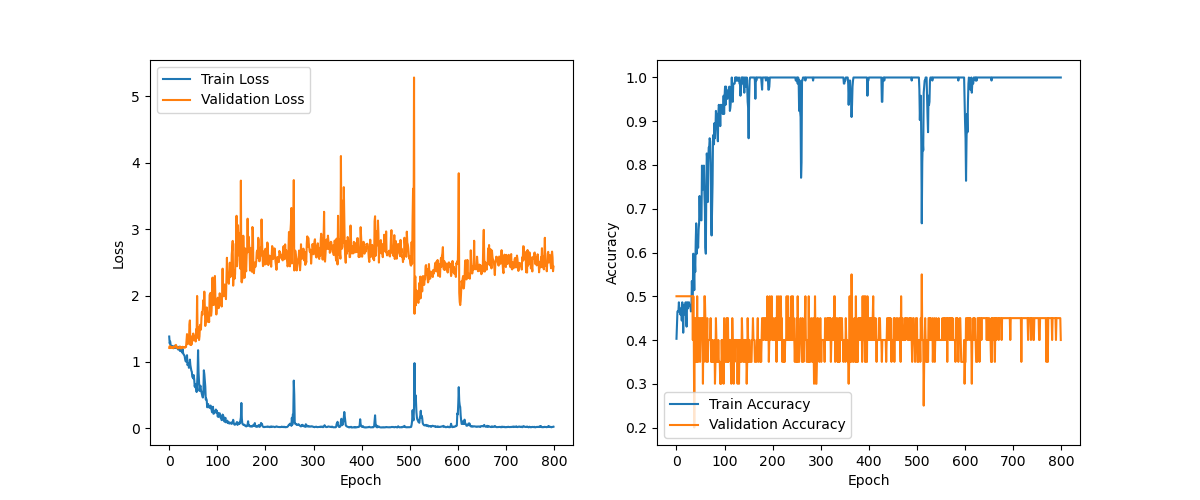 Train Loss
Validation Loss
5
4
3
2
1
0
Loss
0 100 200 300 400 500 600 700 800
Epoch
1.0
0.9
0.8
0.7
0.6
0.5
0.4
0.3
0.2
Accuracy
Train Accuracy
Validation Accuracy
0 100 200 300 400 500 600 700 800
Epoch